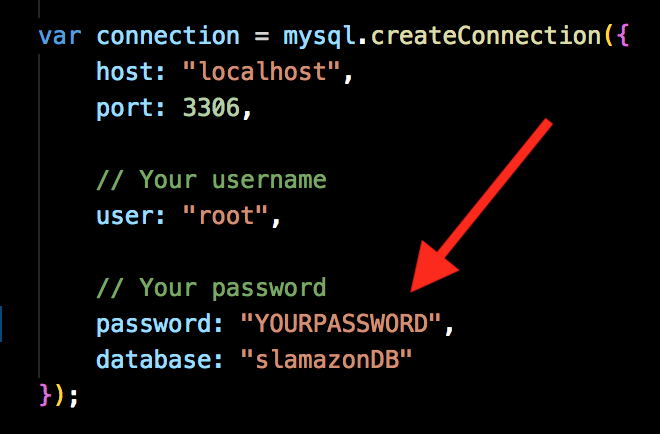 var connection = mysql.createConnection({
host: "localhost",
port: 3306,
// Your username
user: "root",
// Your password
password: "YOURPASSWORD",
database: "slamazonDB"
});